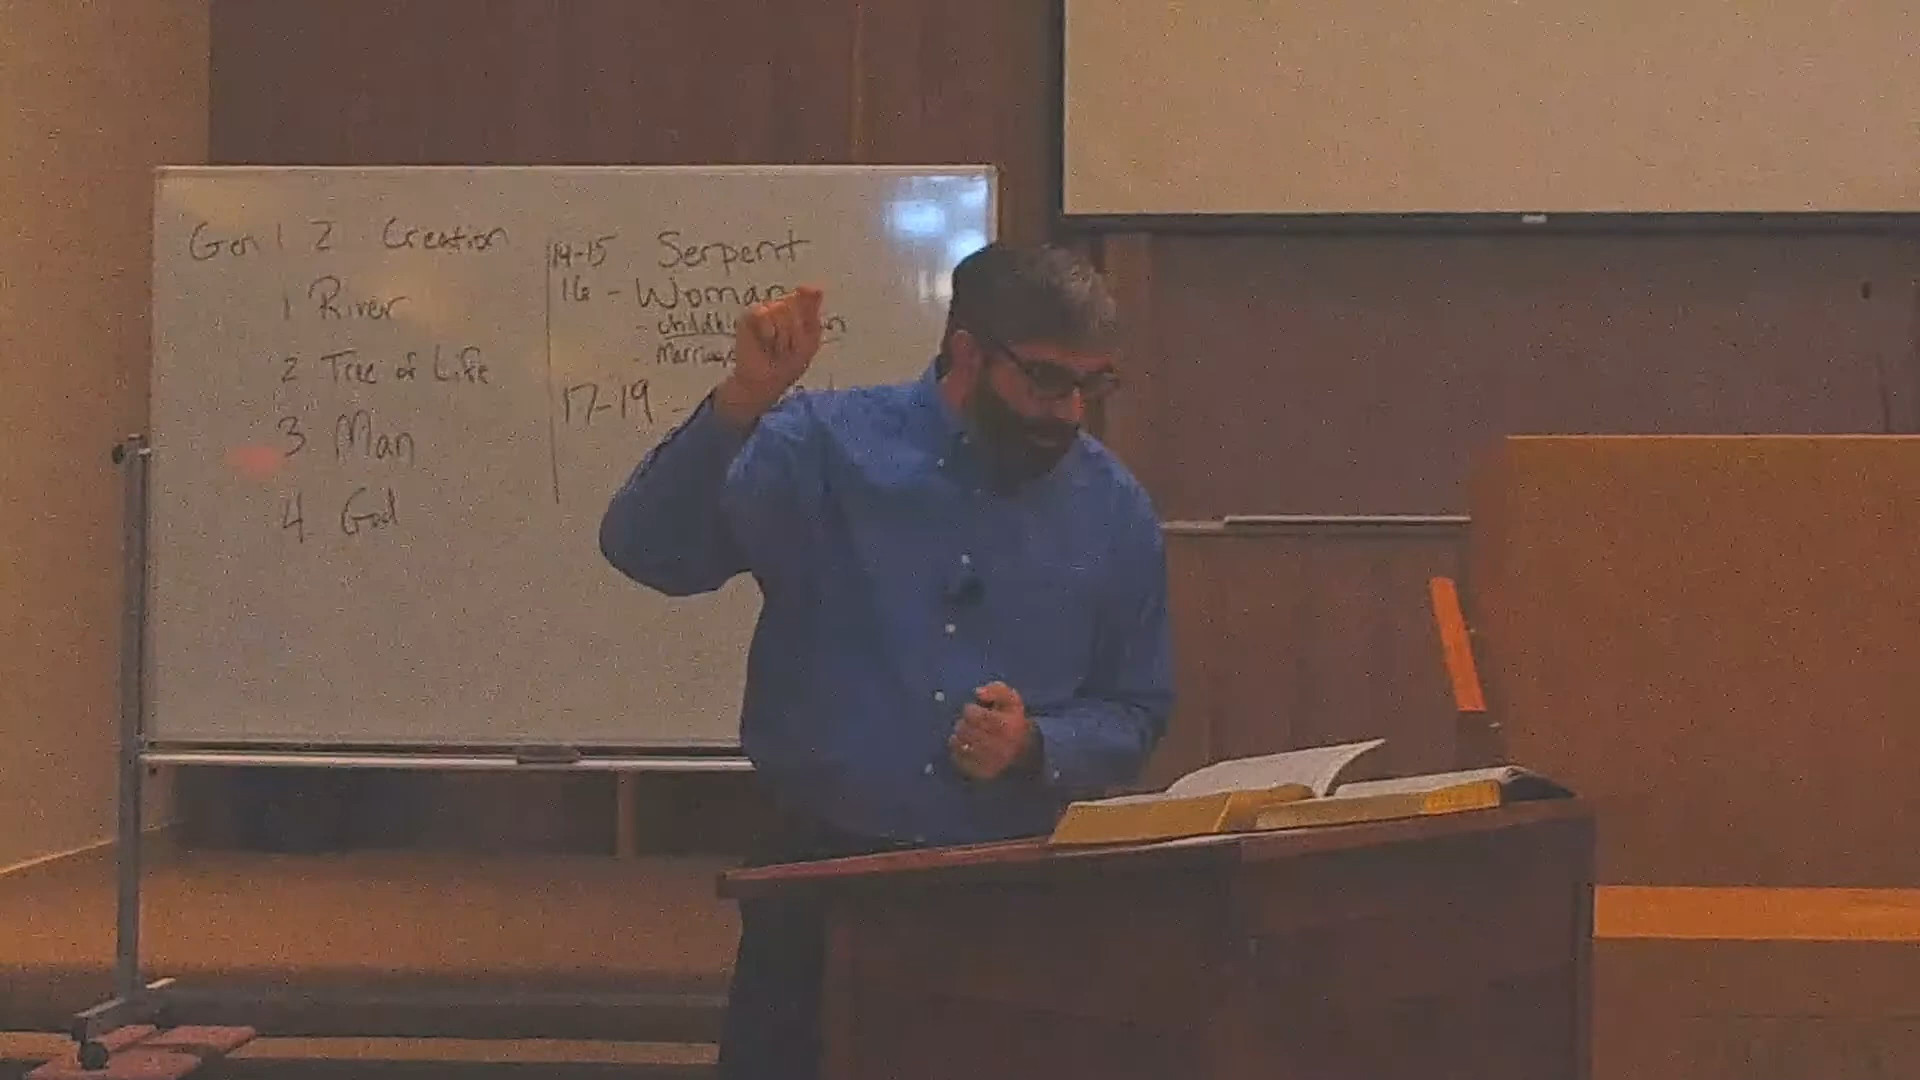 Gen 1 2 Creation
1 River
2 Tree of Life
3 Man
4 God
14-15 Serpent
16 - Woman
17-19 -